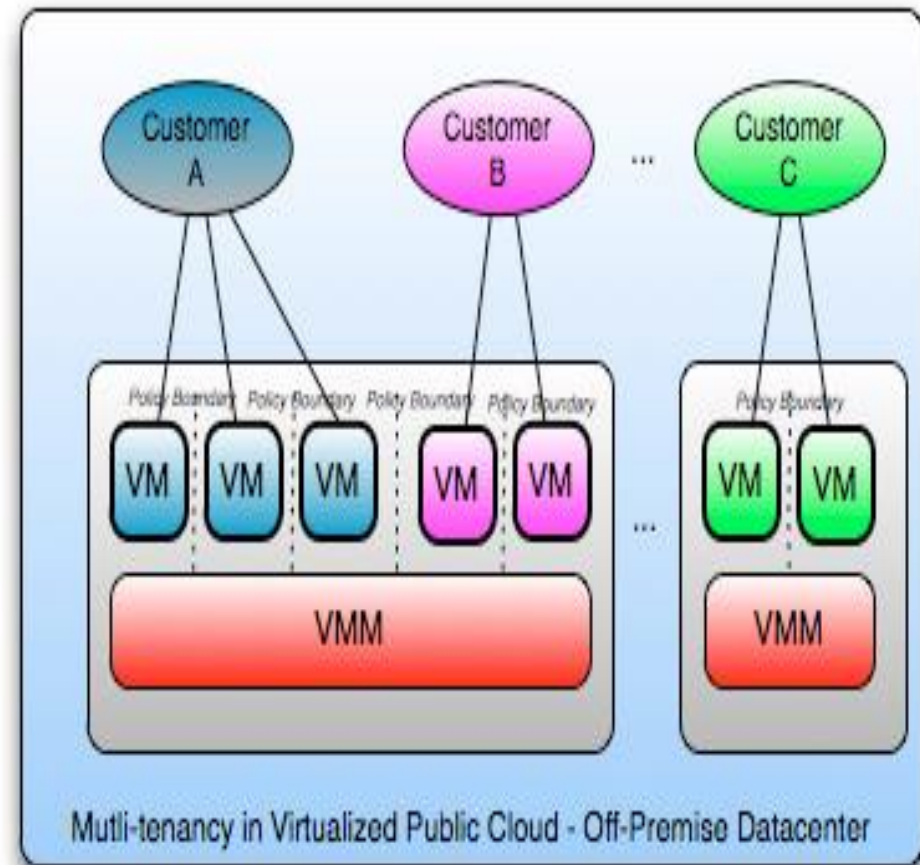 Customer
A
Customer
B
...
Customer
C
Policy Boundary
Policy Boundary
Policy Boundary
Policy Boundary
Policy Boundary
VM
VM
VM
VM
VM
...
VM
VM
VMM
VMM
Mutli-tenancy in Virtualized Public Cloud - Off-Premise Datacenter